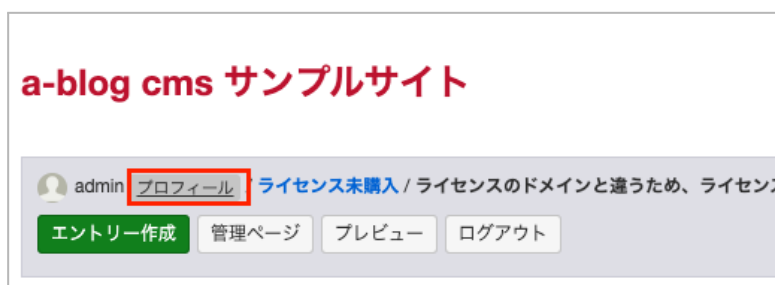 a-blog cms サンプルサイト
admin プロフィール / ライセンス未購入 / ライセンスのドメインと違うため、ライセン
エントリー作成 管理ページ プレビュー ログアウト